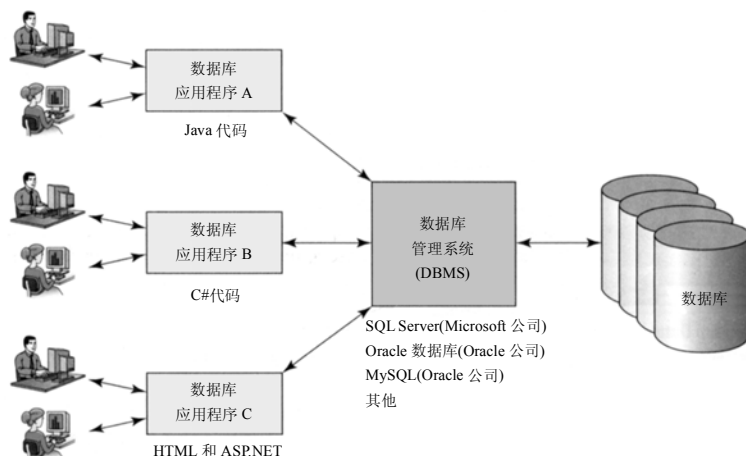 数据库
应用程序 A
Java 代码
数据库
应用程序 B
C#代码
数据库
应用程序 C
HTML 和 ASP.NET
数据库
管理系统
(DBMS)
SQL Server(Microsoft 公司)
Oracle 数据库(Oracle 公司)
MySQL(Oracle 公司)
其他
数据库